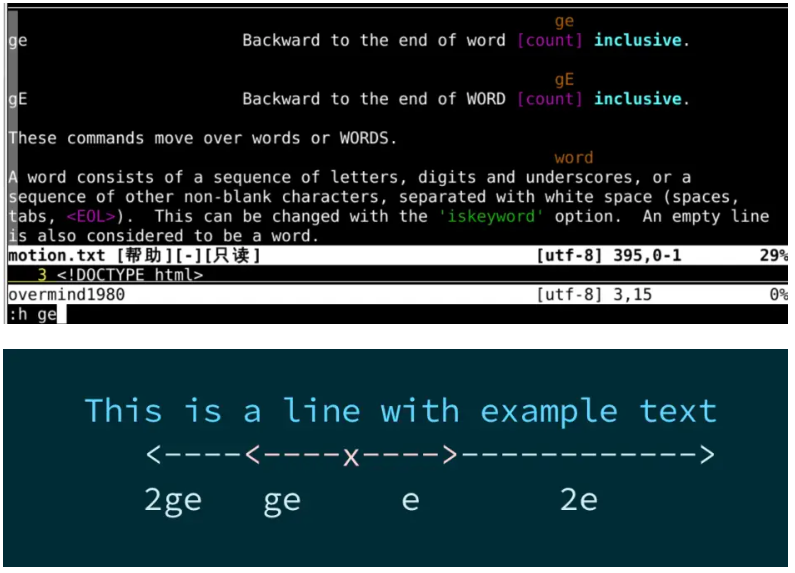 ge
ge Backward to the end of word [count] inclusive.
gE
gE Backward to the end of WORD [count] inclusive.
These commands move over words or WORDS.
word
A word consists of a sequence of letters, digits and underscores, or a
sequence of other non-blank characters, separated with white space (spaces,
tabs, <EOL>). This can be changed with the 'iskeyword' option. An empty line
is also considered to be a word.
motion.txt [帮助][-][只读] [utf-8] 395,0-1 29%
3 <!DOCTYPE html>
overmind1980 [utf-8] 3,15 0%
:h ge
This is a line with example text
<----<----x---->------------>
2ge ge e 2e